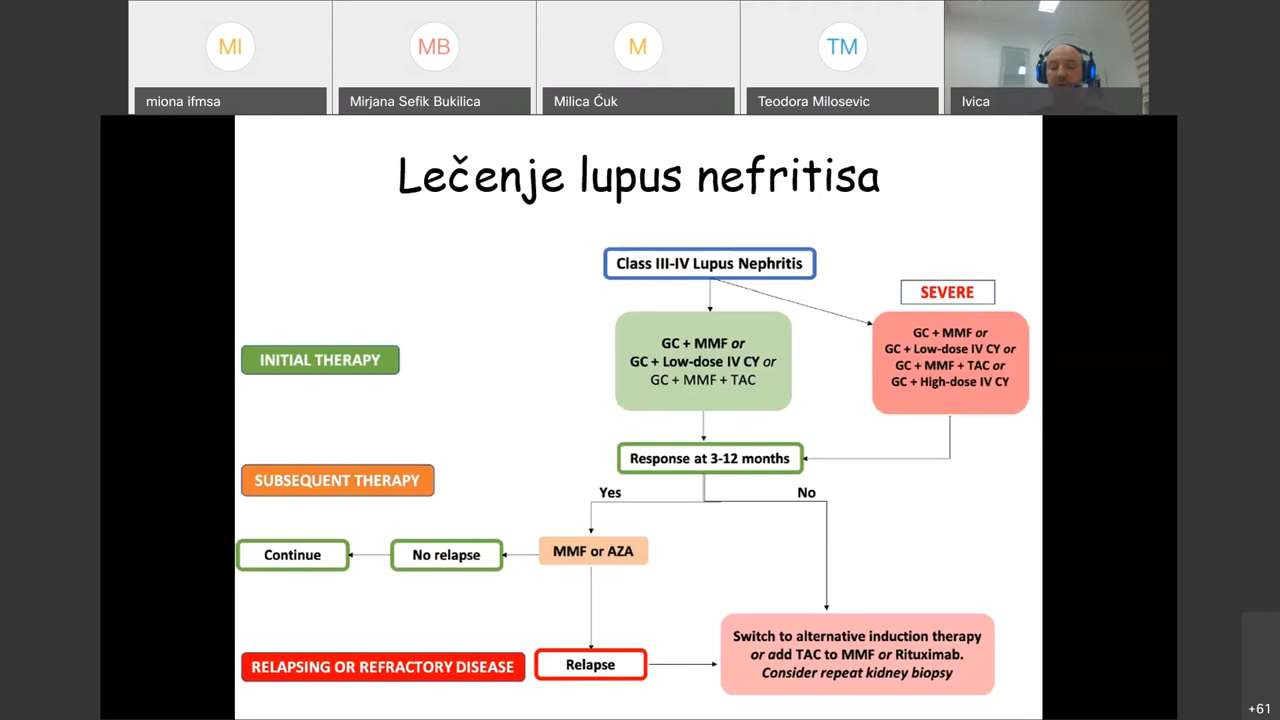 MI
MB
M
TM
miona ifmsa
Mirjana Sefik Bukilica
Milica Ćuk
Teodora Milosevic
Ivica
Lečenje lupus nefritisa
Class III-IV Lupus Nephritis
SEVERE
INITIAL THERAPY
GC + MMF or
GC + Low-dose IV CY or
GC + MMF + TAC
GC + MMF or
GC + Low-dose IV CY or
GC + MMF + TAC or
GC + High-dose IV CY
Response at 3-12 months
SUBSEQUENT THERAPY
Yes
No
Continue
No relapse
MMF or AZA
RELAPSING OR REFRACTORY DISEASE
Relapse
Switch to alternative induction therapy
or add TAC to MMF or Rituximab.
Consider repeat kidney biopsy
+61